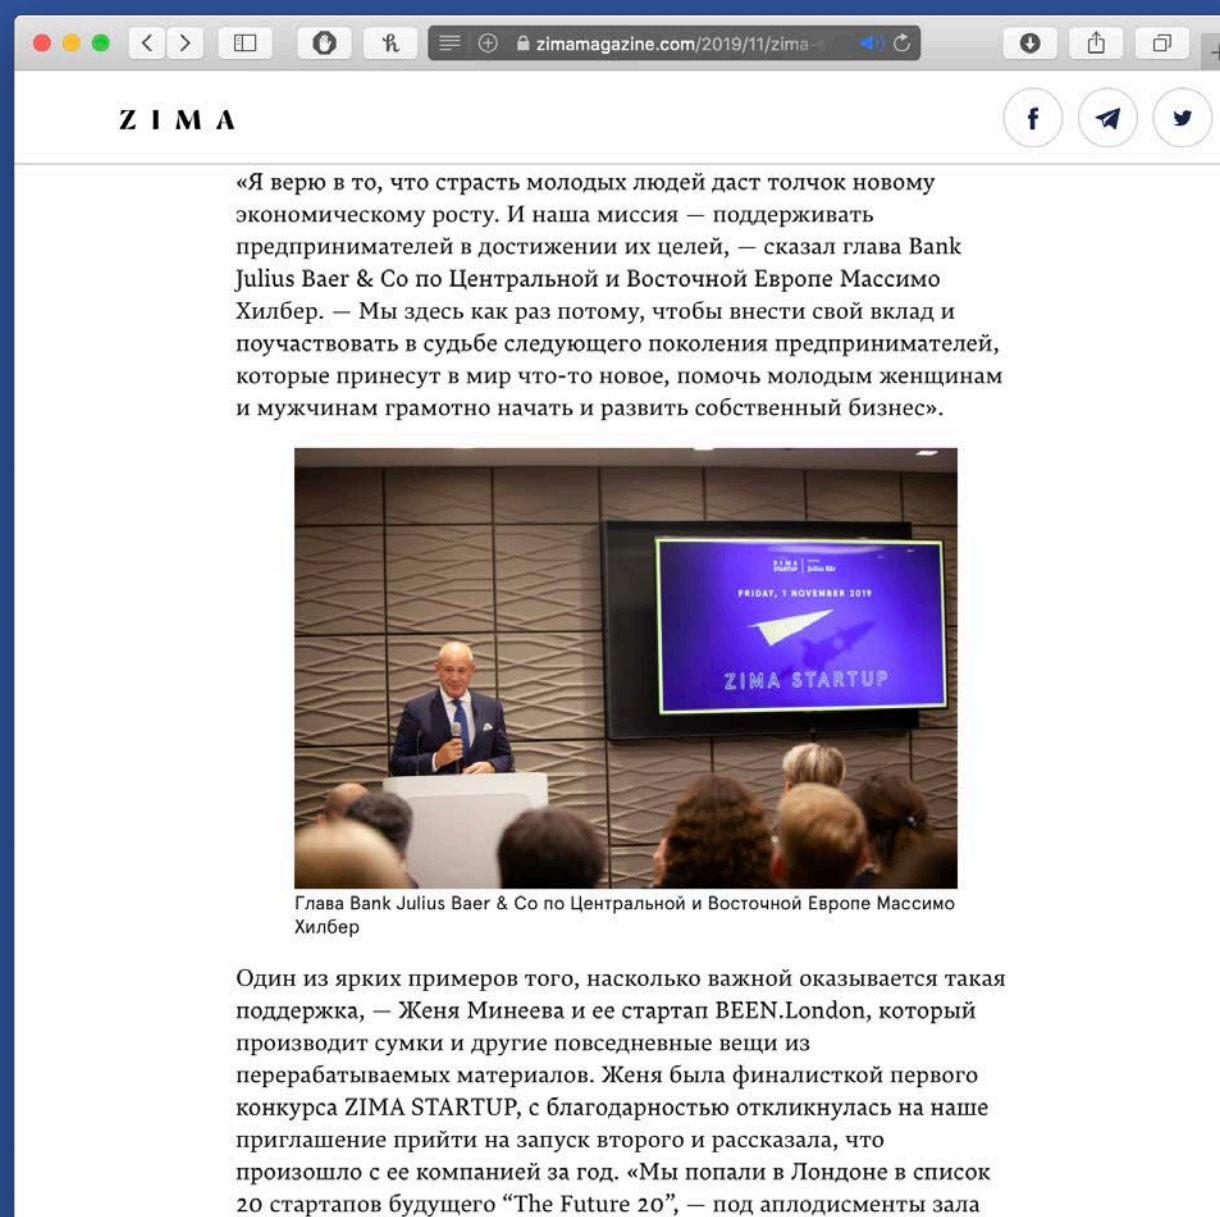 zimamagazine.com/2019/11/zima-s
ZIMA
«Я верю в то, что страсть молодых людей даст толчок новому
экономическому росту. И наша миссия — поддерживать
предпринимателей в достижении их целей, — сказал глава Bank
Julius Baer & Co по Центральной и Восточной Европе Массимо
Хилбер. — Мы здесь как раз потому, чтобы внести свой вклад и
поучаствовать в судьбе следующего поколения предпринимателей,
которые принесут в мир что-то новое, помочь молодым женщинам
и мужчинам грамотно начать и развить собственный бизнес».
ZIMA
STARTUP
Julius Bär
FRIDAY, 1 NOVEMBER 2019
ZIMA STARTUP
Глава Bank Julius Baer & Co по Центральной и Восточной Европе Массимо
Хилбер
Один из ярких примеров того, насколько важной оказывается такая
поддержка, — Женя Минеева и ее стартап BEEN.London, который
производит сумки и другие повседневные вещи из
перерабатываемых материалов. Женя была финалисткой первого
конкурса ZIMA STARTUP, с благодарностью откликнулась на наше
приглашение прийти на запуск второго и рассказала, что
произошло с ее компанией за год. «Мы попали в Лондоне в список
20 стартапов будущего “The Future 20”, — под аплодисменты зала